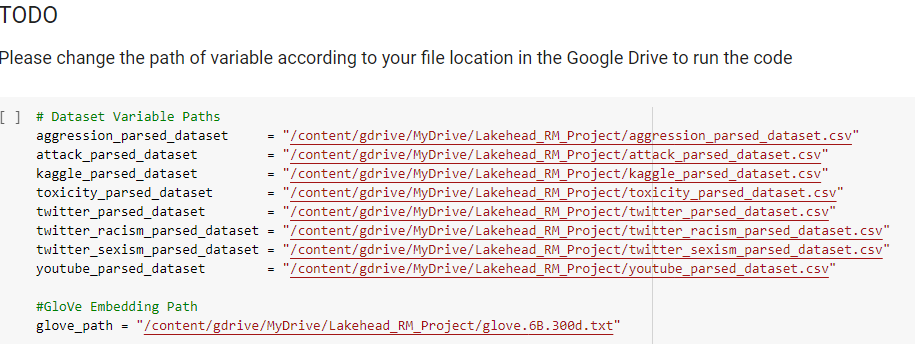 TODO
Please change the path of variable according to your file location in the Google Drive to run the code
[ ] # Dataset Variable Paths
aggression_parsed_dataset = "/content/gdrive/MyDrive/Lakehead_RM_Project/aggression_parsed_dataset.csv"
attack_parsed_dataset = "/content/gdrive/MyDrive/Lakehead_RM_Project/attack_parsed_dataset.csv"
kaggle_parsed_dataset = "/content/gdrive/MyDrive/Lakehead_RM_Project/kaggle_parsed_dataset.csv"
toxicity_parsed_dataset = "/content/gdrive/MyDrive/Lakehead_RM_Project/toxicity_parsed_dataset.csv"
twitter_parsed_dataset = "/content/gdrive/MyDrive/Lakehead_RM_Project/twitter_parsed_dataset.csv"
twitter_racism_parsed_dataset = "/content/gdrive/MyDrive/Lakehead_RM_Project/twitter_racism_parsed_dataset.csv"
twitter_sexism_parsed_dataset = "/content/gdrive/MyDrive/Lakehead_RM_Project/twitter_sexism_parsed_dataset.csv
youtube_parsed_dataset = "/content/gdrive/MyDrive/Lakehead_RM_Project/youtube_parsed_dataset.csv"
#GloVe Embedding Path
glove_path = "/content/gdrive/MyDrive/Lakehead_RM_Project/glove.6B.300d.txt"